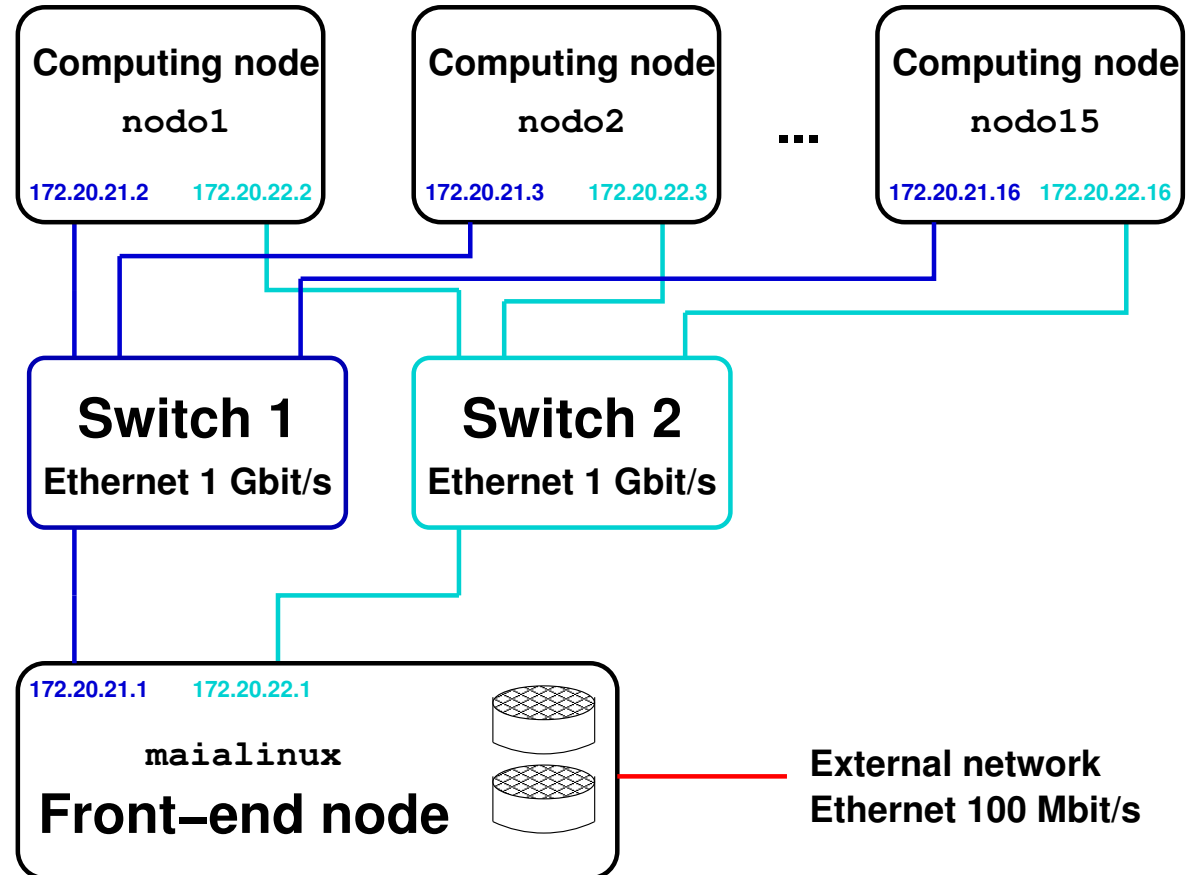 Computing node
nodo1
172.20.21.2 172.20.22.2
Computing node
nodo2
172.20.21.3 172.20.22.3
...
Computing node
nodo15
172.20.21.16 172.20.22.16
Switch 1
Ethernet 1 Gbit/s
Switch 2
Ethernet 1 Gbit/s
172.20.21.1 172.20.22.1
maialinux
Front−end node
External network
Ethernet 100 Mbit/s